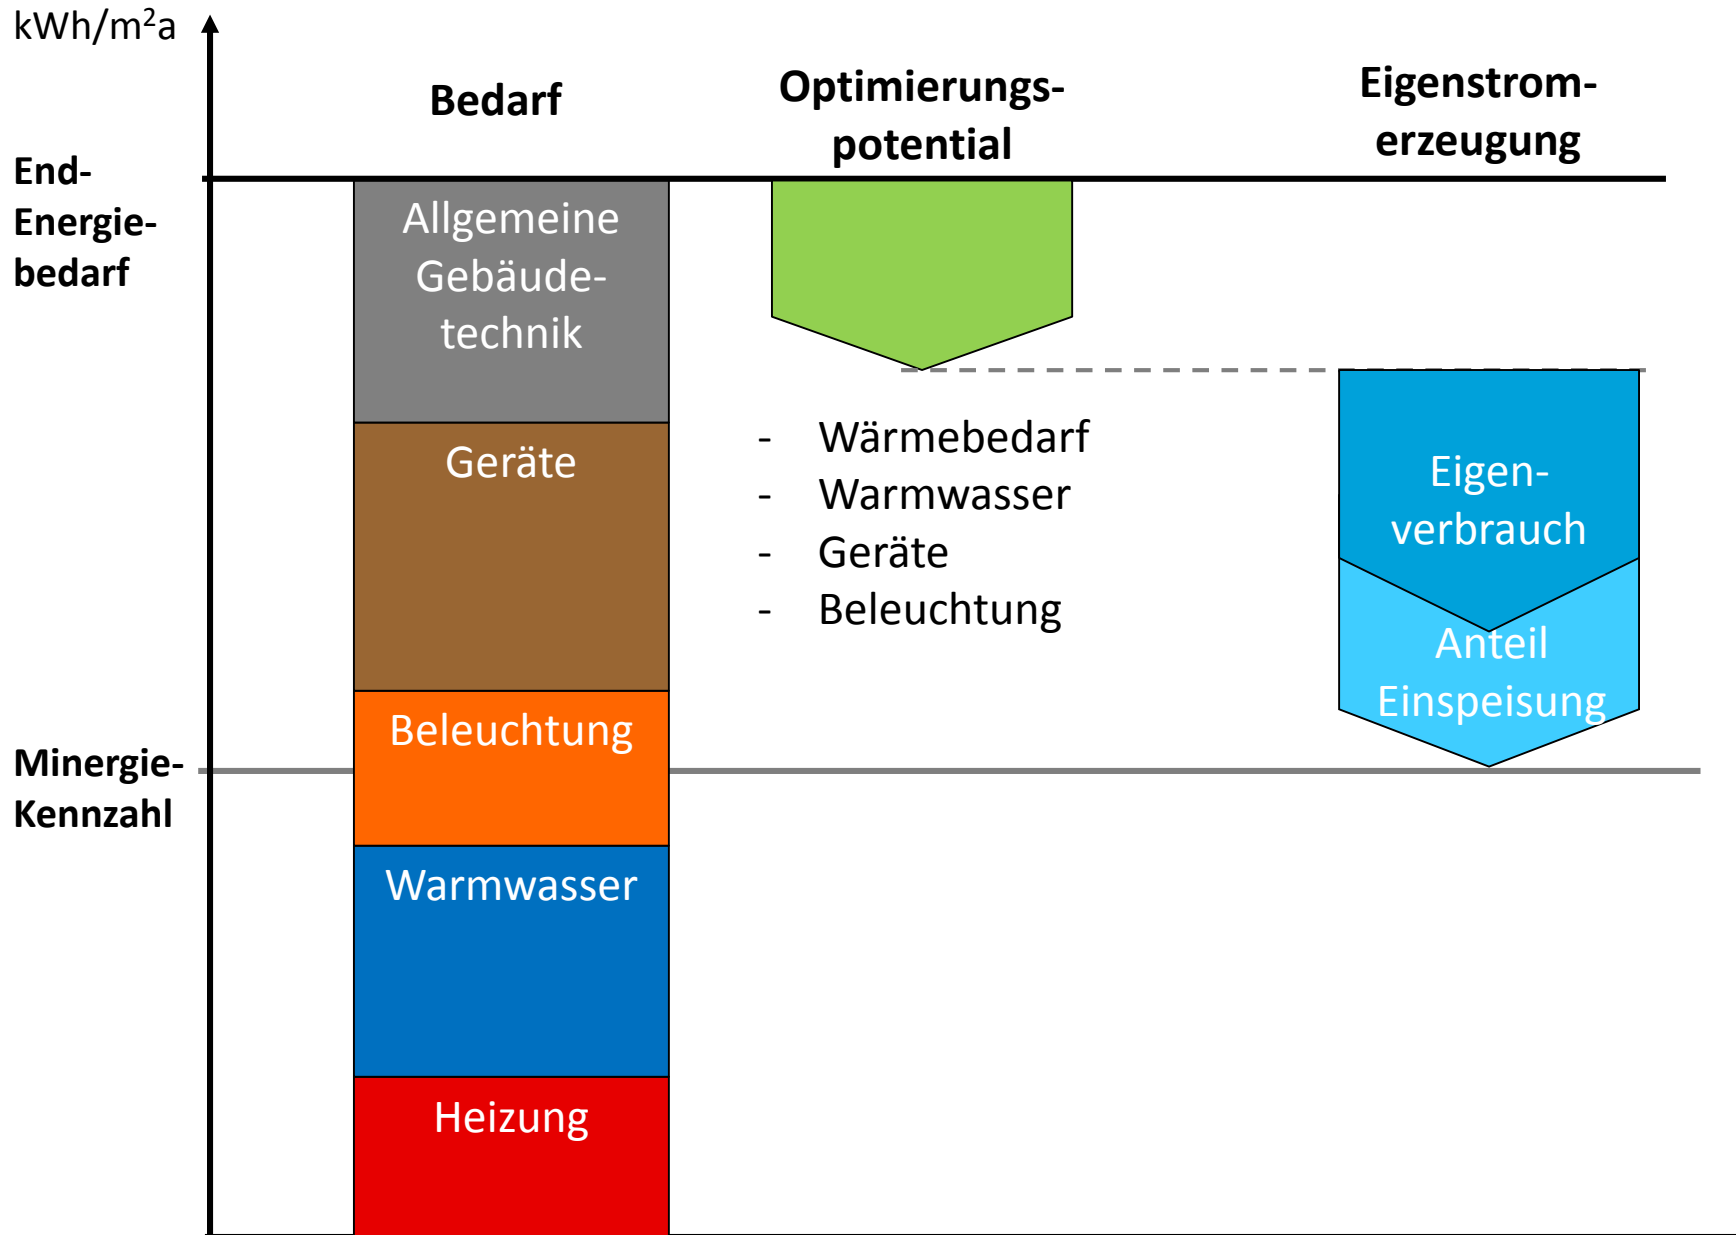 kWh/m²a
Bedarf
Optimierungs-
potential
Eigenstrom-
erzeugung
End-
Energie-
bedarf
Allgemeine
Gebäude-
technik
Geräte
Beleuchtung
Warmwasser
Heizung
- Wärmebedarf
- Warmwasser
- Geräte
- Beleuchtung
Eigen-
verbrauch
Anteil
Einspeisung
Minergie-
Kennzahl